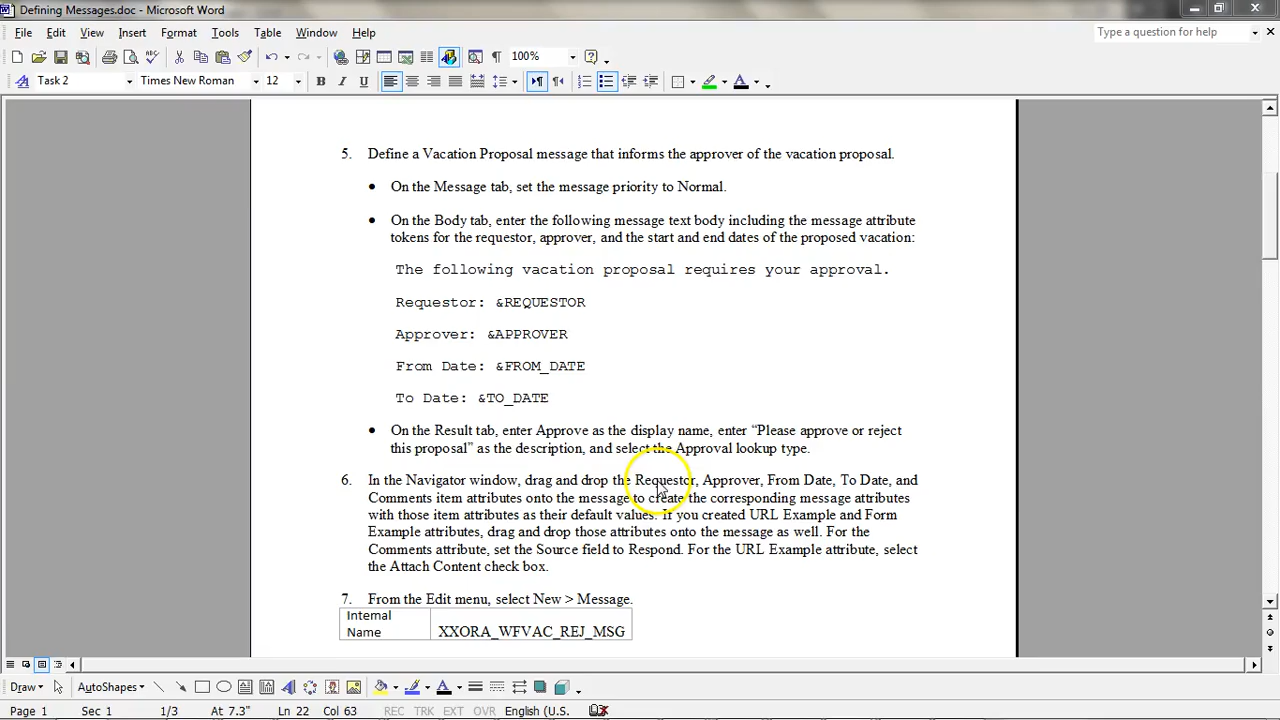 Defining Messages.doc - Microsoft Word
File Edit View Insert Format Tools Table Window Help
Type a question for help
100%
Task 2 Times New Roman 12 B I U
5. Define a Vacation Proposal message that informs the approver of the vacation proposal.
• On the Message tab, set the message priority to Normal.
• On the Body tab, enter the following message text body including the message attribute
tokens for the requestor, approver, and the start and end dates of the proposed vacation:
The following vacation proposal requires your approval.
Requestor: &REQUESTOR
Approver: &APPROVER
From Date: &FROM_DATE
To Date: &TO_DATE
• On the Result tab, enter Approve as the display name, enter “Please approve or reject
this proposal” as the description, and select the Approval lookup type.
6. In the Navigator window, drag and drop the Requestor, Approver, From Date, To Date, and
Comments item attributes onto the message to create the corresponding message attributes
with those item attributes as their default values. If you created URL Example and Form
Example attributes, drag and drop those attributes onto the message as well. For the
Comments attribute, set the Source field to Respond. For the URL Example attribute, select
the Attach Content check box.
7. From the Edit menu, select New > Message.
Internal
Name XXORA_WFVAC_REJ_MSG
Draw AutoShapes
Page 1 Sec 1 1/3 At 7.3" Ln 22 Col 63 REC TRK EXT OVR English (U.S.